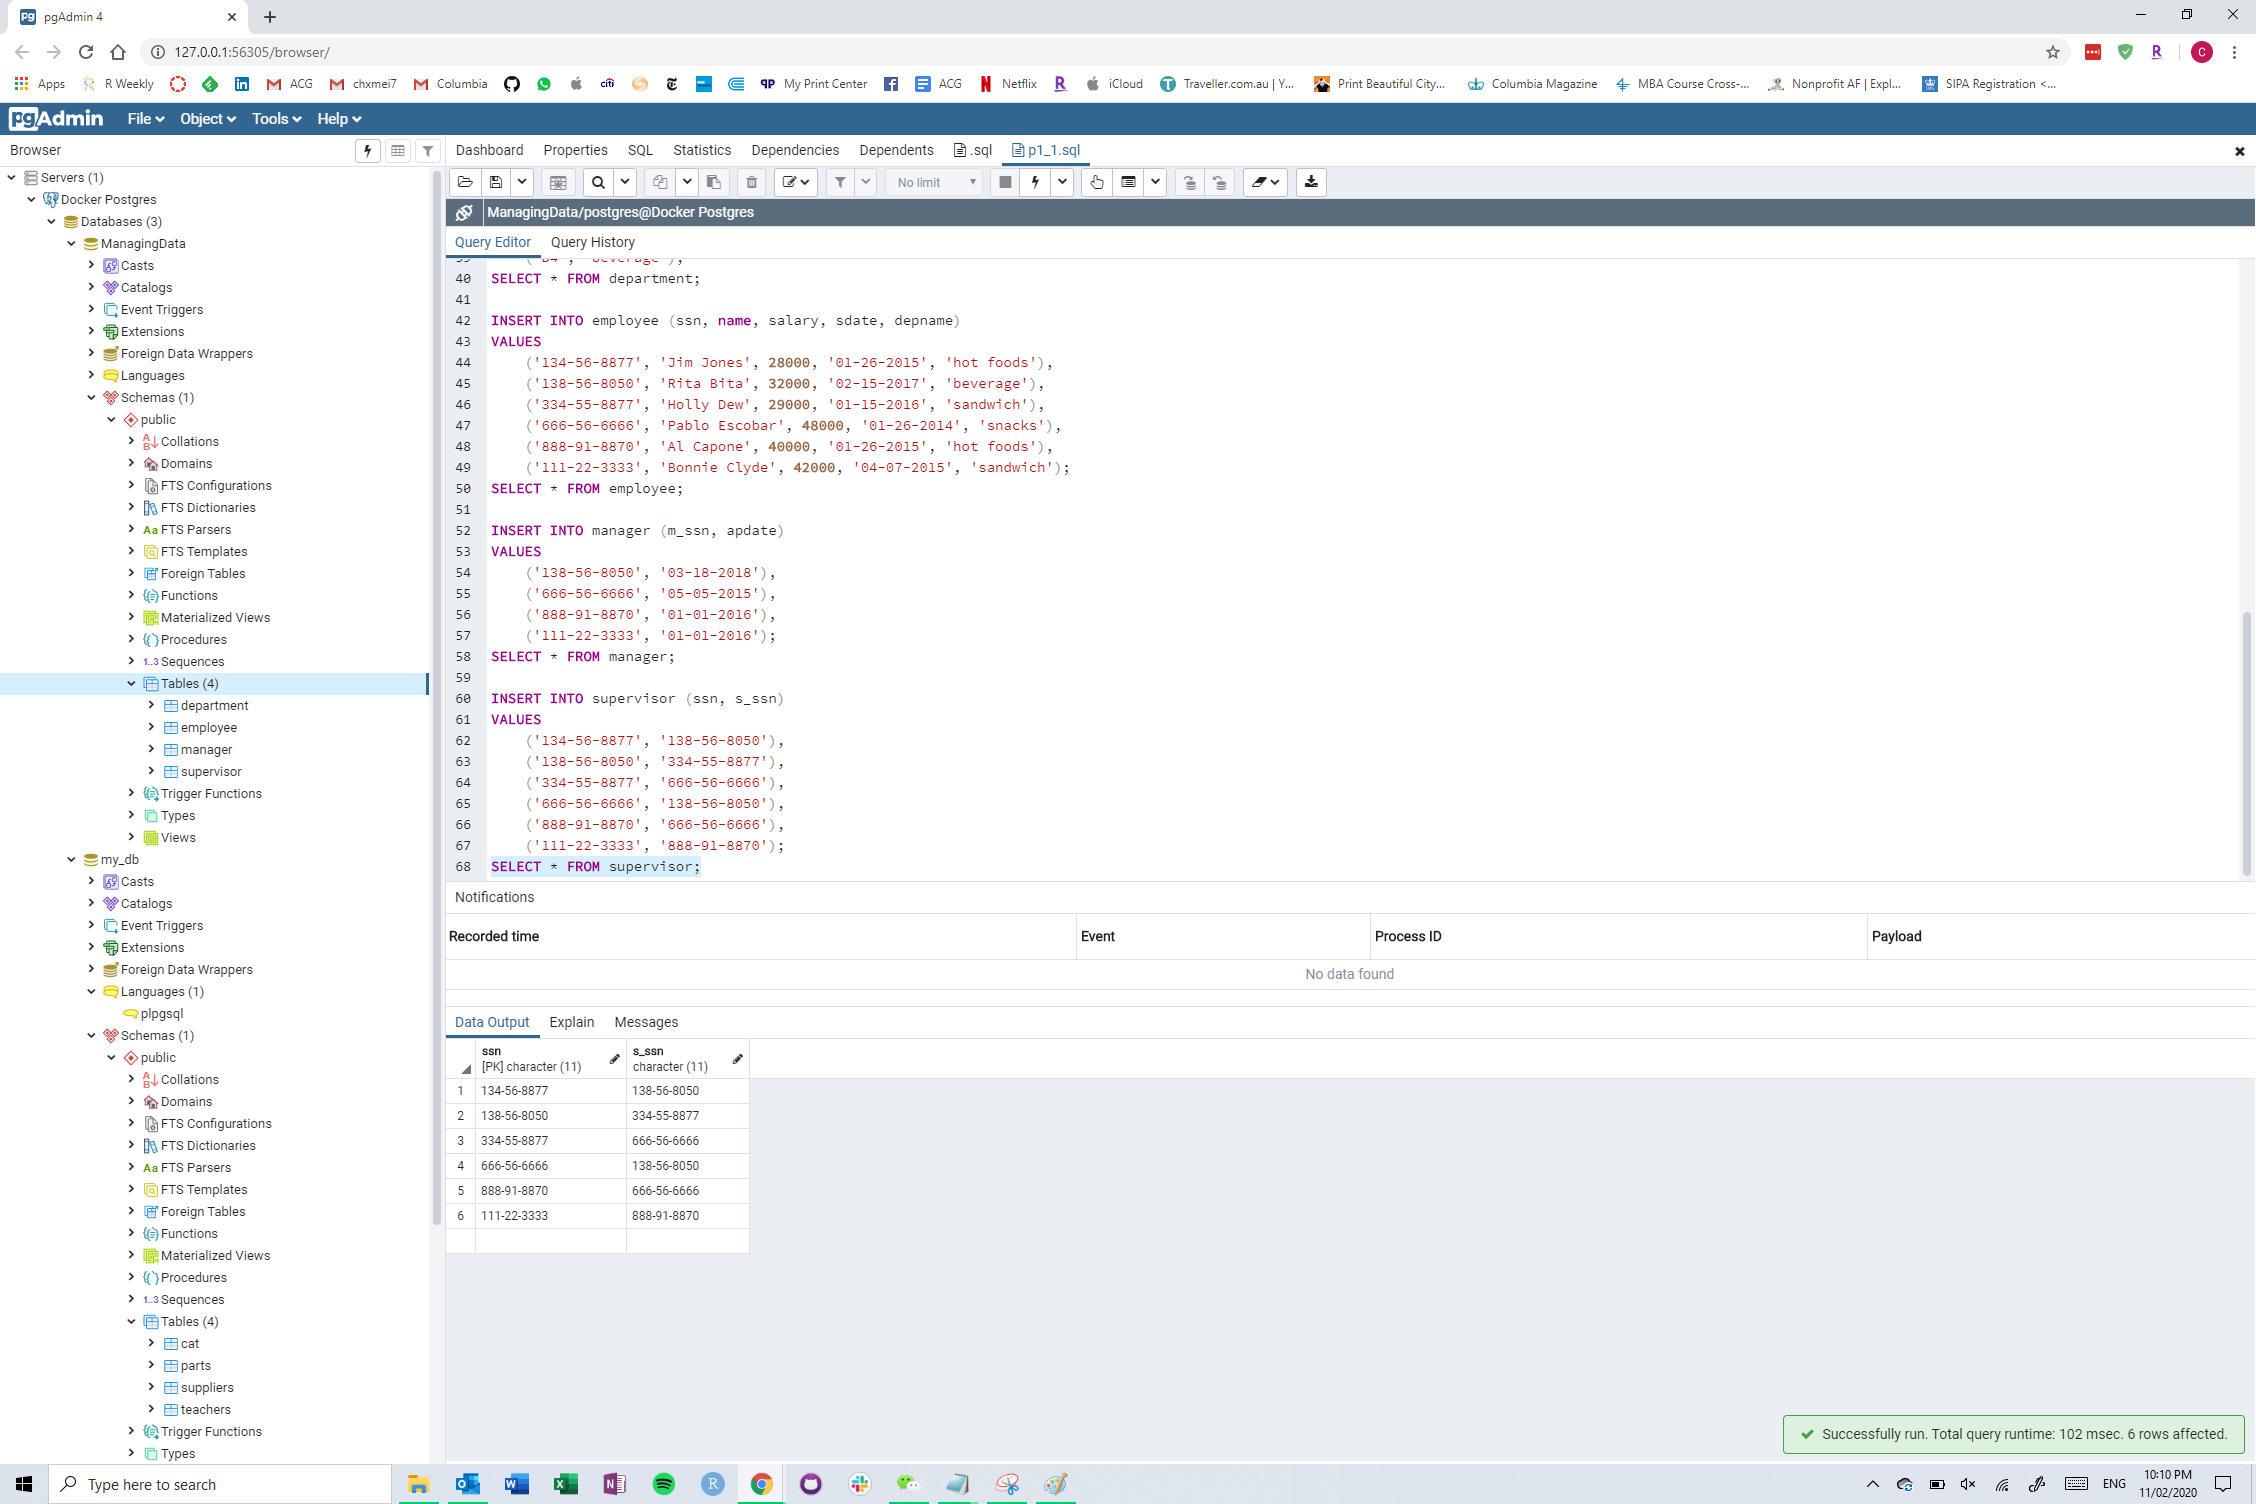 pgAdmin 4
127.0.0.1:56305/browser/
Apps R Weekly ACG chxmei7 Columbia citi My Print Center ACG Netflix iCloud Traveller.com.au | Y... Print Beautiful City... Columbia Magazine MBA Course Cross-... Nonprofit AF | Expl... SIPA Registration <...
pgAdmin File Object Tools Help
Browser
Dashboard Properties SQL Statistics Dependencies Dependents .sql p1_1.sql
No limit
ManagingData/postgres@Docker Postgres
Query Editor Query History
Servers (1)
Docker Postgres
Databases (3)
ManagingData
Casts
Catalogs
Event Triggers
Extensions
Foreign Data Wrappers
Languages
Schemas (1)
public
Collations
Domains
FTS Configurations
FTS Dictionaries
Aa FTS Parsers
FTS Templates
Foreign Tables
Functions
Materialized Views
Procedures
1..3 Sequences
Tables (4)
department
employee
manager
supervisor
Trigger Functions
Types
Views
my_db
Casts
Catalogs
Event Triggers
Extensions
Foreign Data Wrappers
Languages (1)
plpgsql
Schemas (1)
public
Collations
Domains
FTS Configurations
FTS Dictionaries
Aa FTS Parsers
FTS Templates
Foreign Tables
Functions
Materialized Views
Procedures
1..3 Sequences
Tables (4)
cat
parts
suppliers
teachers
Trigger Functions
Types
39 ('D4', 'beverage');
40 SELECT * FROM department;
41
42 INSERT INTO employee (ssn, name, salary, sdate, depname)
43 VALUES
44 ('134-56-8877', 'Jim Jones', 28000, '01-26-2015', 'hot foods'),
45 ('138-56-8050', 'Rita Bita', 32000, '02-15-2017', 'beverage'),
46 ('334-55-8877', 'Holly Dew', 29000, '01-15-2016', 'sandwich'),
47 ('666-56-6666', 'Pablo Escobar', 48000, '01-26-2014', 'snacks'),
48 ('888-91-8870', 'Al Capone', 40000, '01-26-2015', 'hot foods'),
49 ('111-22-3333', 'Bonnie Clyde', 42000, '04-07-2015', 'sandwich');
50 SELECT * FROM employee;
51
52 INSERT INTO manager (m_ssn, apdate)
53 VALUES
54 ('138-56-8050', '03-18-2018'),
55 ('666-56-6666', '05-05-2015'),
56 ('888-91-8870', '01-01-2016'),
57 ('111-22-3333', '01-01-2016');
58 SELECT * FROM manager;
59
60 INSERT INTO supervisor (ssn, s_ssn)
61 VALUES
62 ('134-56-8877', '138-56-8050'),
63 ('138-56-8050', '334-55-8877'),
64 ('334-55-8877', '666-56-6666'),
65 ('666-56-6666', '138-56-8050'),
66 ('888-91-8870', '666-56-6666'),
67 ('111-22-3333', '888-91-8870');
68 SELECT * FROM supervisor;
Notifications
Recorded time Event Process ID Payload
No data found
Data Output Explain Messages
ssn s_ssn
[PK] character (11) character (11)
1 134-56-8877 138-56-8050
2 138-56-8050 334-55-8877
3 334-55-8877 666-56-6666
4 666-56-6666 138-56-8050
5 888-91-8870 666-56-6666
6 111-22-3333 888-91-8870
Successfully run. Total query runtime: 102 msec. 6 rows affected.
Type here to search
ENG
10:10 PM
11/02/2020